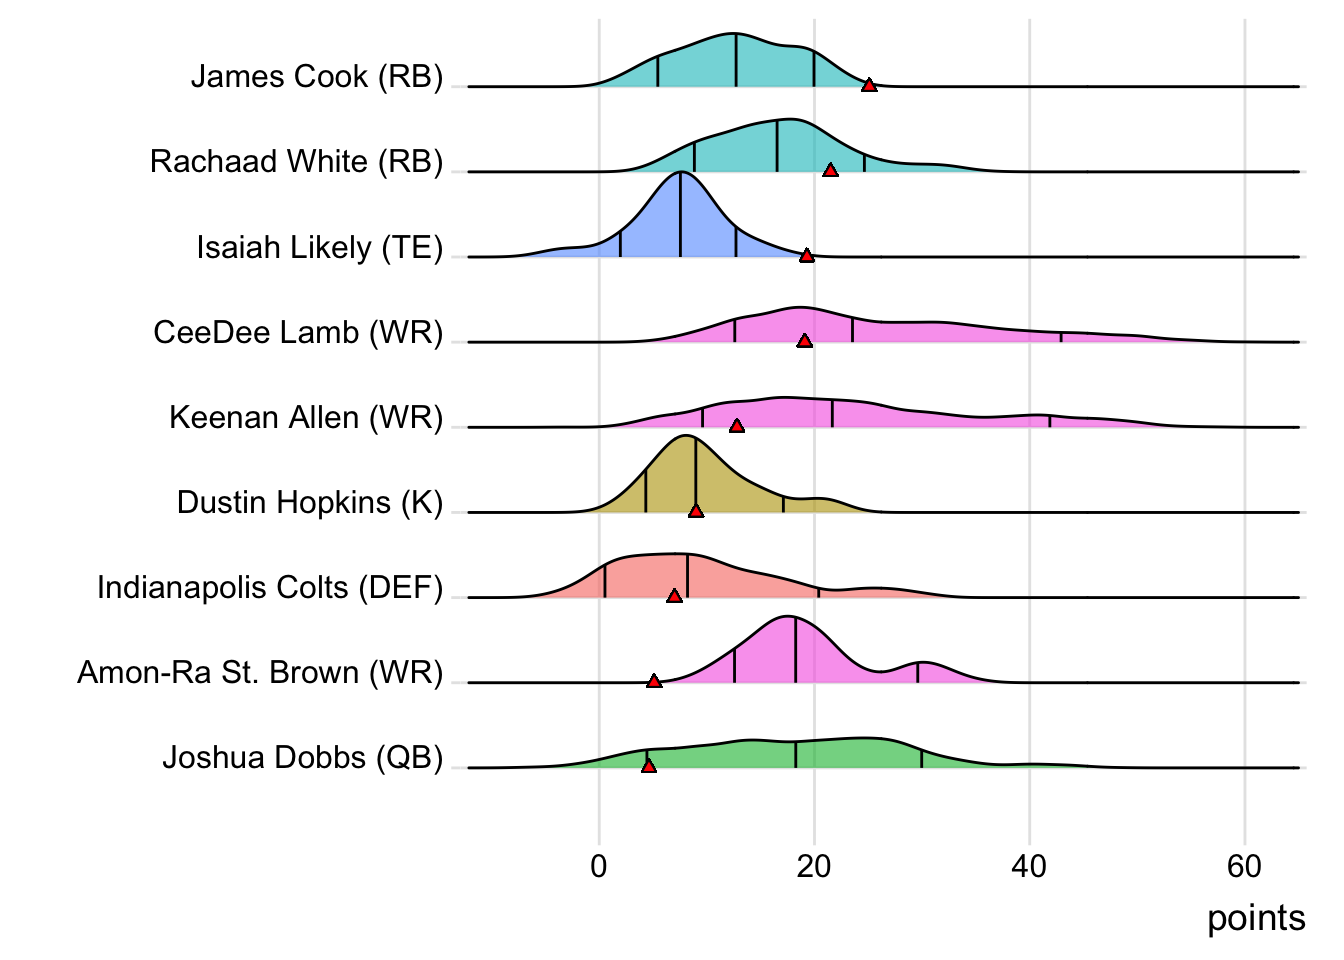 James Cook (RB)
Rachaad White (RB)
Isaiah Likely (TE)
CeeDee Lamb (WR)
Keenan Allen (WR)
Dustin Hopkins (K)
Indianapolis Colts (DEF)
Amon-Ra St. Brown (WR)
Joshua Dobbs (QB)
0 20 40 60
points